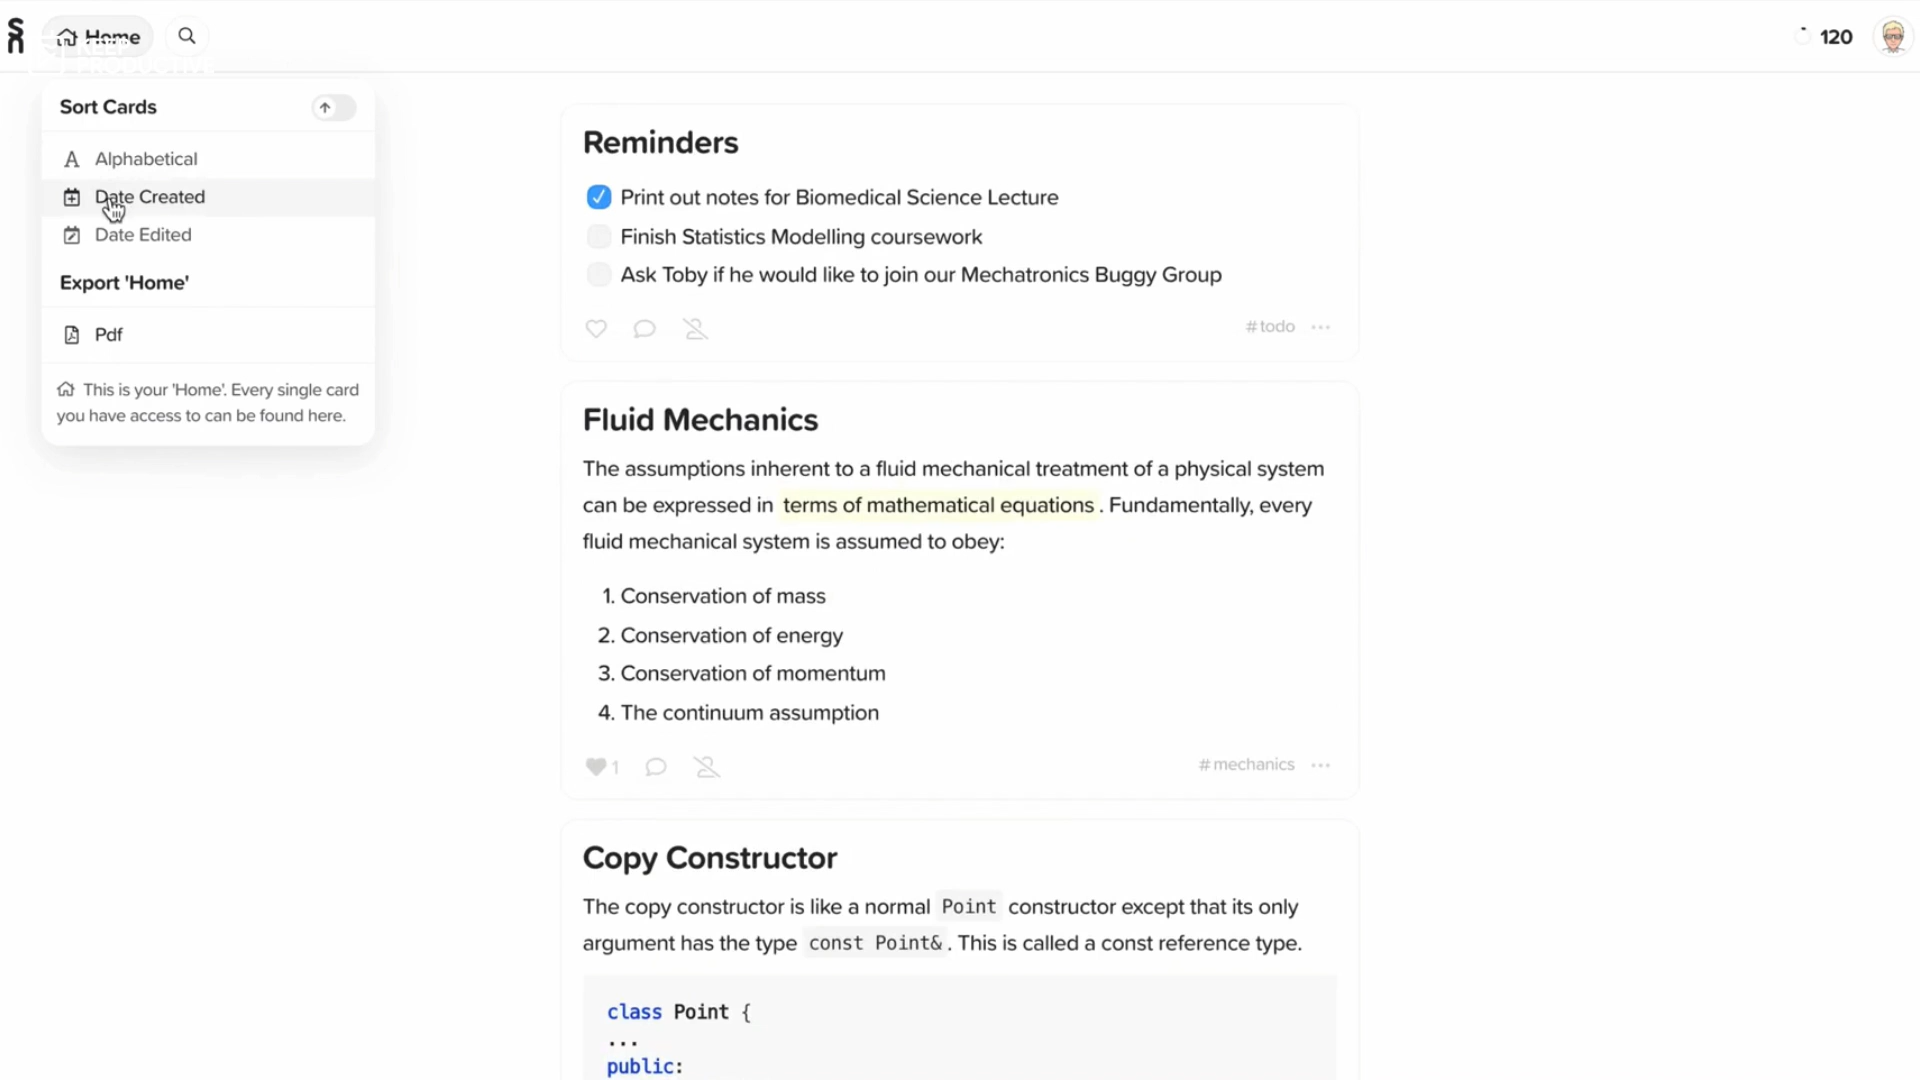 Sn
Home
KEEP
PRODUCTIVE
120
Sort Cards
Alphabetical
Date Created
Date Edited
Export 'Home'
Pdf
This is your 'Home'. Every single card
you have access to can be found here.
Reminders
Print out notes for Biomedical Science Lecture
Finish Statistics Modelling coursework
Ask Toby if he would like to join our Mechatronics Buggy Group
#todo
Fluid Mechanics
The assumptions inherent to a fluid mechanical treatment of a physical system
can be expressed in terms of mathematical equations. Fundamentally, every
fluid mechanical system is assumed to obey:
1. Conservation of mass
2. Conservation of energy
3. Conservation of momentum
4. The continuum assumption
1
#mechanics
Copy Constructor
The copy constructor is like a normal Point constructor except that its only
argument has the type const Point&. This is called a const reference type.
class Point {
...
public: